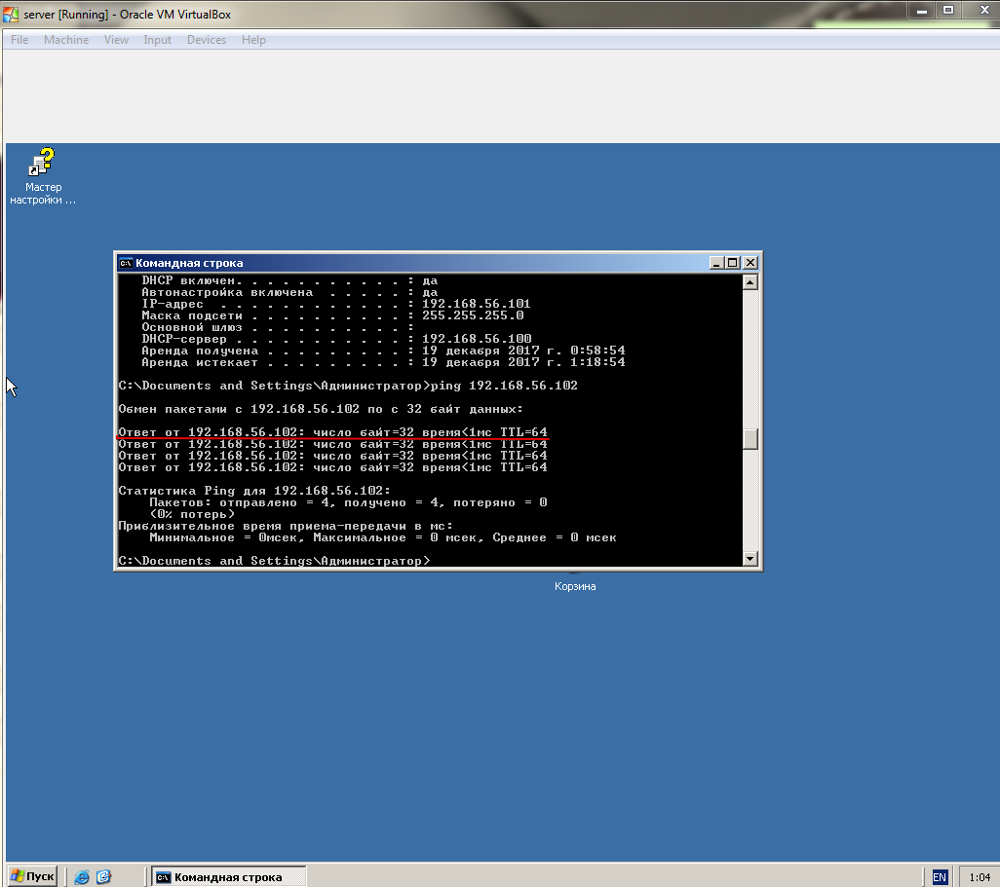 server [Running] - Oracle VM VirtualBox
File Machine View Input Devices Help
Мастер
настройки ...
Командная строка
DHCP включен. . . . . . . . . . . : да
Автонастройка включена . . . . . : да
IP-адрес . . . . . . . . . . . . : 192.168.56.101
Маска подсети . . . . . . . . . . : 255.255.255.0
Основной шлюз . . . . . . . . . . :
DHCP-сервер . . . . . . . . . . . : 192.168.56.100
Аренда получена . . . . . . . . . : 19 декабря 2017 г. 0:58:54
Аренда истекает . . . . . . . . . : 19 декабря 2017 г. 1:18:54
C:\Documents and Settings\Администратор>ping 192.168.56.102
Обмен пакетами с 192.168.56.102 по с 32 байт данных:
Ответ от 192.168.56.102: число байт=32 время<1мс TTL=64
Ответ от 192.168.56.102: число байт=32 время<1мс TTL=64
Ответ от 192.168.56.102: число байт=32 время<1мс TTL=64
Ответ от 192.168.56.102: число байт=32 время<1мс TTL=64
Статистика Ping для 192.168.56.102:
Пакетов: отправлено = 4, получено = 4, потеряно = 0
(0% потерь)
Приблизительное время приема-передачи в мс:
Минимальное = 0мсек, Максимальное = 0 мсек, Среднее = 0 мсек
C:\Documents and Settings\Администратор>
Корзина
Пуск
Командная строка
EN
1:04